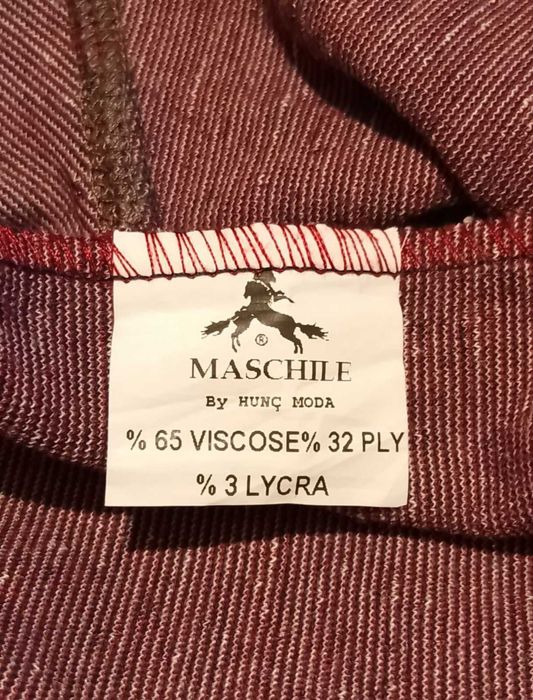 ®
MASCHILE
By HUNÇ MODA
% 65 VISCOSE% 32 PLY
% 3 LYCRA